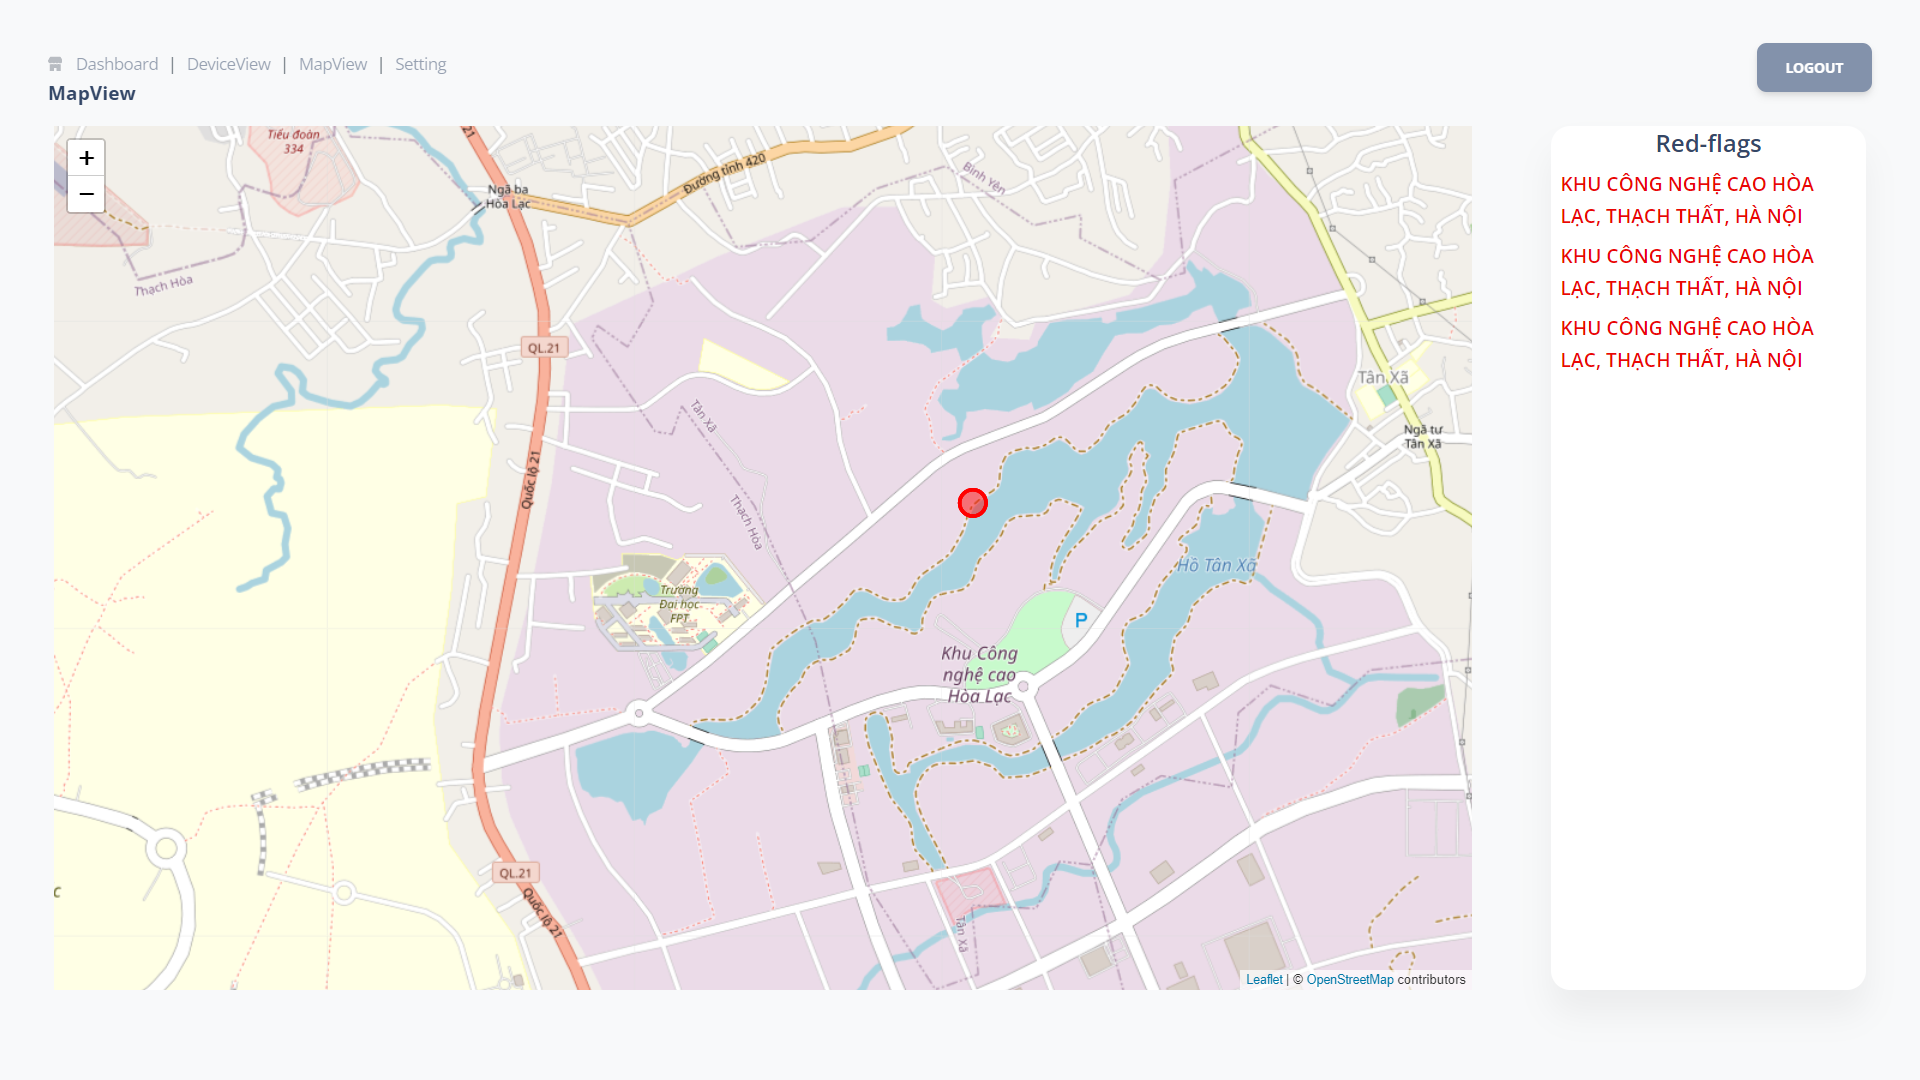 Dashboard | DeviceView | MapView | Setting
LOGOUT
MapView
+
−
Tiểu đoàn
334
21
Ngã ba
Hòa Lạc
Đường tỉnh 420
Bình Yên
Thạch Hòa
QL.21
Tân Xã
Tân Xã
Ngã tư
Tân Xã
Quốc lộ 21
Thạch Hòa
Hồ Tân Xã
Trường
Đại học
FPT
P
Khu Công
nghệ cao
Hòa Lạc
QL.21
Quốc lộ 21
c
Tân Xã
Leaflet | © OpenStreetMap contributors
Red-flags
KHU CÔNG NGHỆ CAO HÒA
LẠC, THẠCH THẤT, HÀ NỘI
KHU CÔNG NGHỆ CAO HÒA
LẠC, THẠCH THẤT, HÀ NỘI
KHU CÔNG NGHỆ CAO HÒA
LẠC, THẠCH THẤT, HÀ NỘI